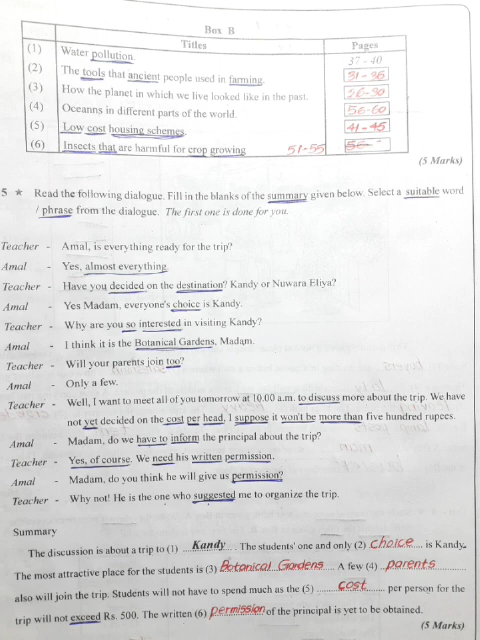 Box B
Titles Pages
(1) Water pollution. 37 - 40
(2) The tools that ancient people used in farming. 31 - 36
(3) How the planet in which we live looked like in the past. 26-30
(4) Oceanns in different parts of the world. 56-60
(5) Low cost housing schemes. 41 - 45
(6) Insects that are harmful for crop growing 51-55
(5 Marks)
5 ★ Read the following dialogue. Fill in the blanks of the summary given below. Select a suitable word
/ phrase from the dialogue. The first one is done for you.
Teacher - Amal, is everything ready for the trip?
Amal - Yes, almost everything.
Teacher - Have you decided on the destination? Kandy or Nuwara Eliya?
Amal - Yes Madam, everyone's choice is Kandy.
Teacher - Why are you so interested in visiting Kandy?
Amal - I think it is the Botanical Gardens, Madam.
Teacher - Will your parents join too?
Amal - Only a few.
Teacher - Well, I want to meet all of you tomorrow at 10.00 a.m. to discuss more about the trip. We have
not yet decided on the cost per head, I suppose it won't be more than five hundred rupees.
Amal - Madam, do we have to inform the principal about the trip?
Teacher - Yes, of course. We need his written permission.
Amal - Madam, do you think he will give us permission?
Teacher - Why not! He is the one who suggested me to organize the trip.
Summary
The discussion is about a trip to (1) Kandy. The students' one and only (2) choice is Kandy.
The most attractive place for the students is (3) Botanical Gardens. A few (4) parents
also will join the trip. Students will not have to spend much as the (5) cost per person for the
trip will not exceed Rs. 500. The written (6) permission of the principal is yet to be obtained.
(5 Marks)